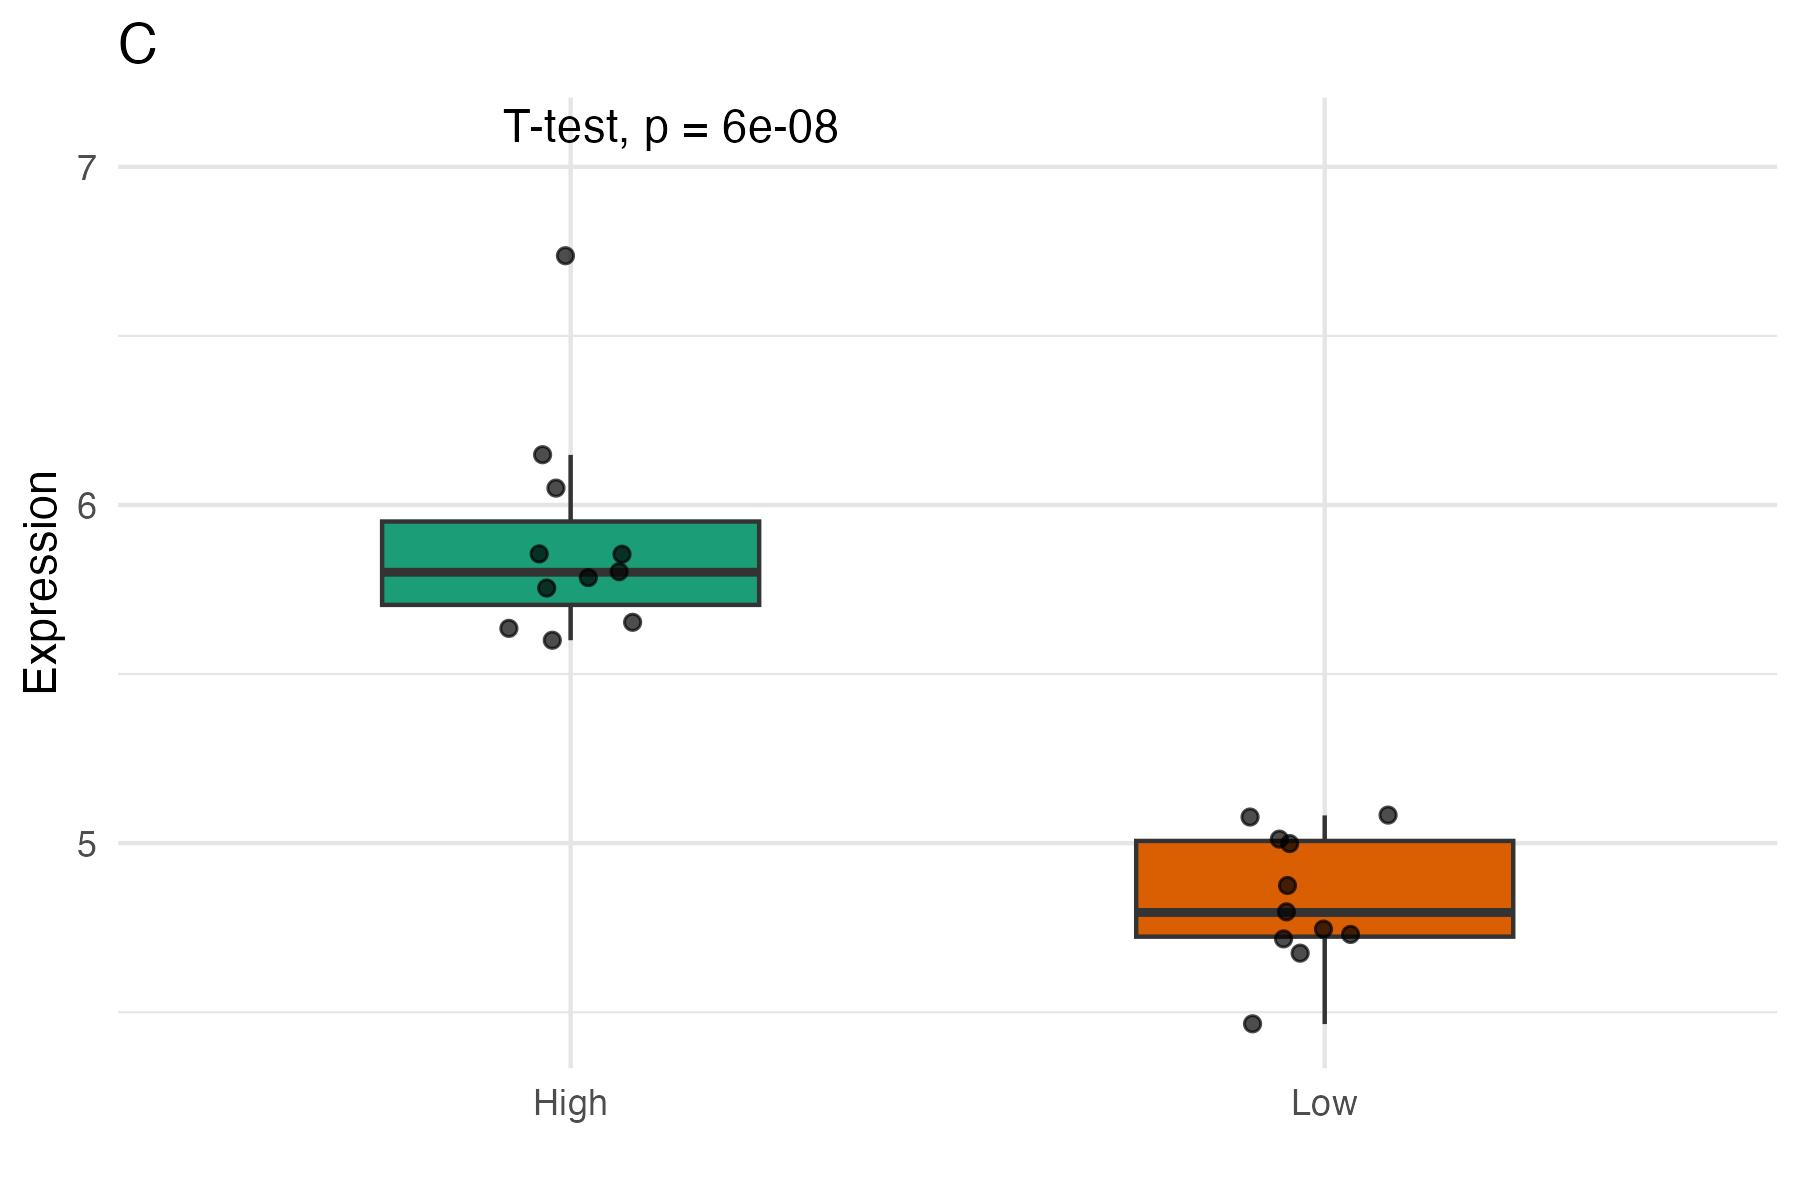 C
T-test, p = 6e-08
7
6
5
Expression
High
Low